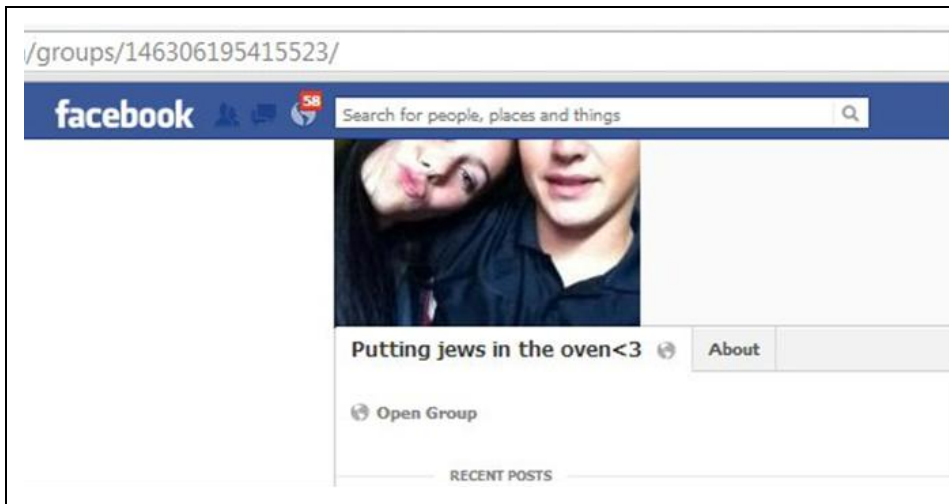 /groups/146306195415523/
facebook
58
Search for people, places and things
Putting jews in the oven<3
About
Open Group
RECENT POSTS